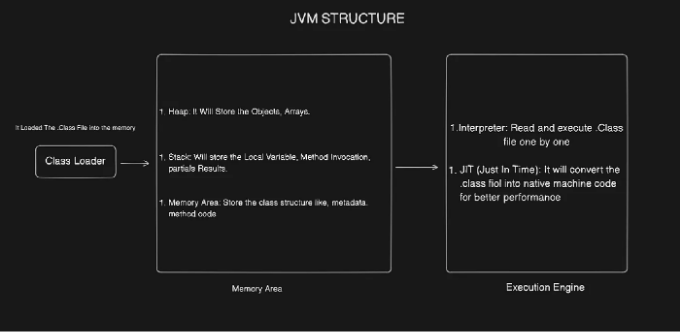 JVM STRUCTURE
It Loaded The .Class File into the memory
Class Loader
1. Heap: It Will Store the Objects, Arrays.
1. Stack: Will store the Local Variable, Method Invocation,
partials Results.
1. Memory Area: Store the class structure like, metadata.
method code
Memory Area
1.Interpreter: Read and execute .Class
file one by one
1. JIT (Just In Time): It will convert the
.class fiol into native machine code
for better performance
Execution Engine